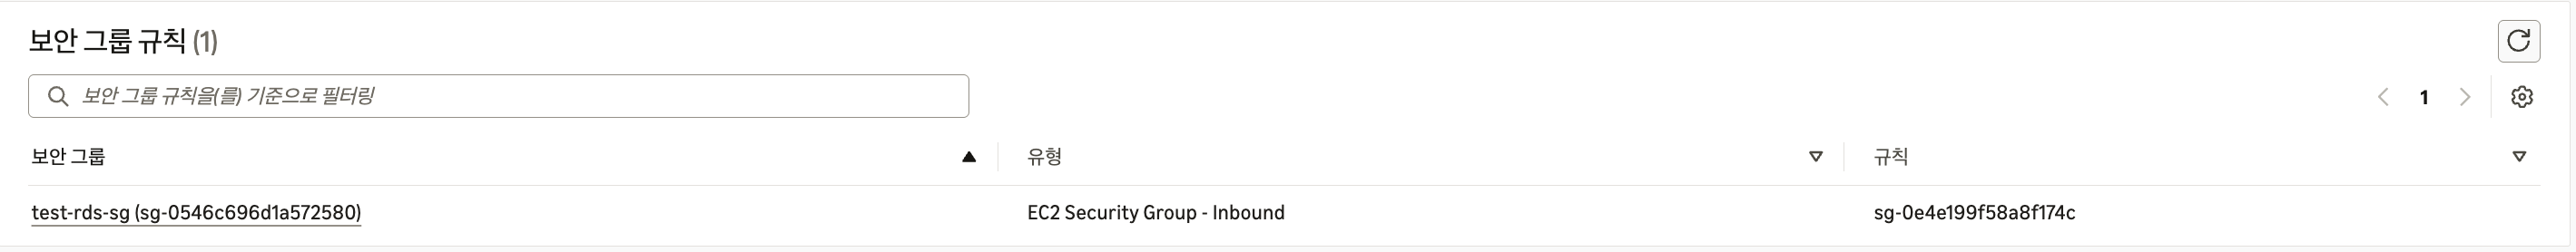 보안 그룹 규칙 (1)
보안 그룹 규칙을(를) 기준으로 필터링
1
보안 그룹 유형 규칙
test-rds-sg (sg-0546c696d1a572580) EC2 Security Group - Inbound sg-0e4e199f58a8f174c